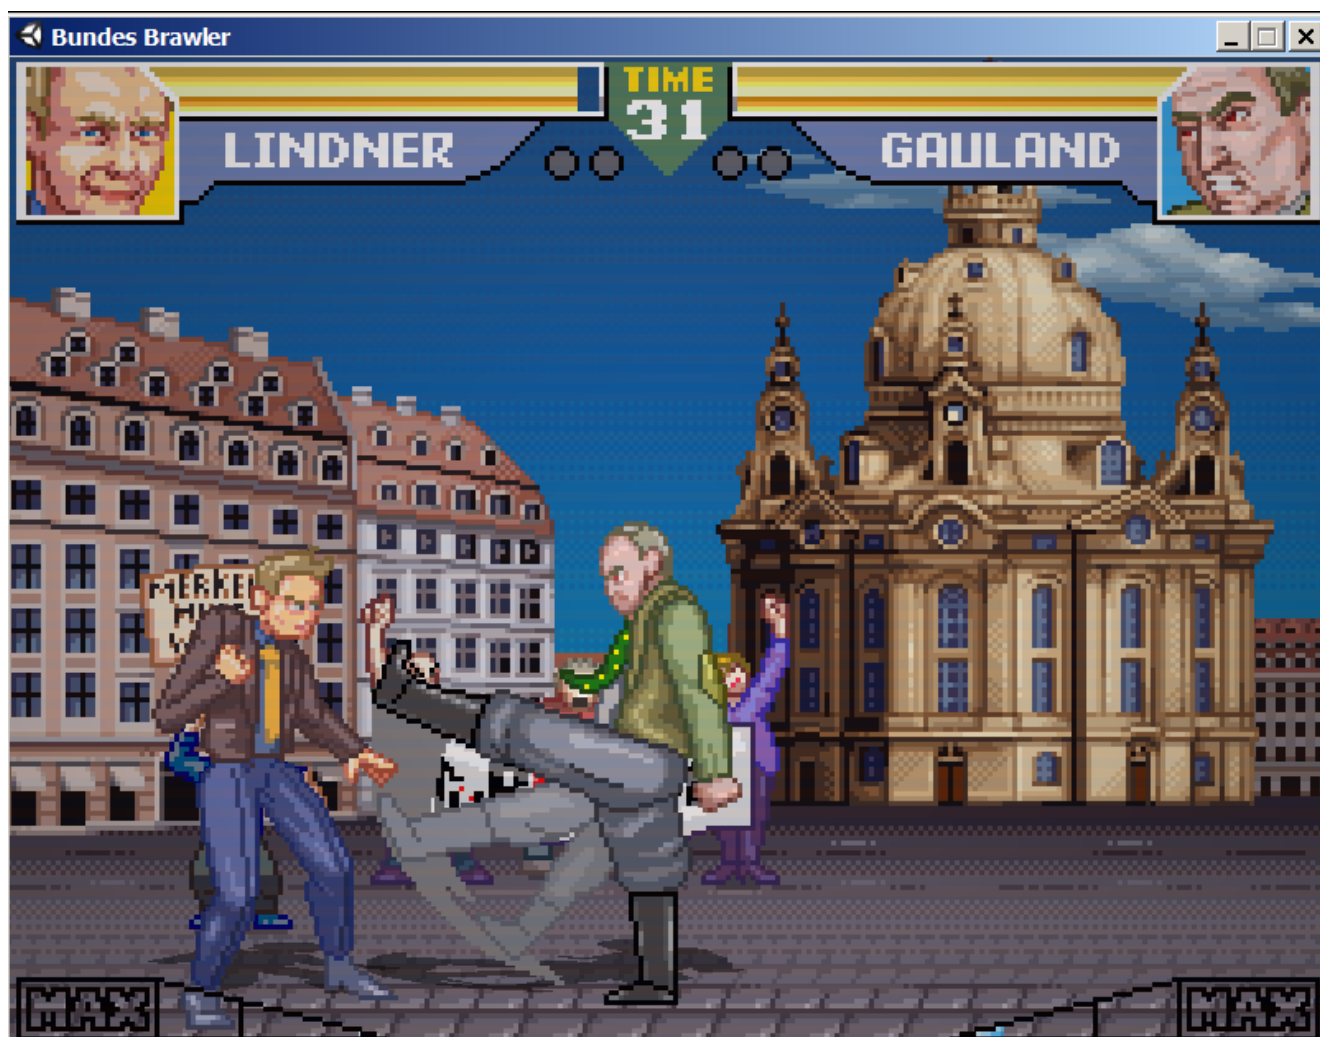 Bundes Brawler
TIME
31
LINDNER
GAULAND
MERKEL
MAX
MAX